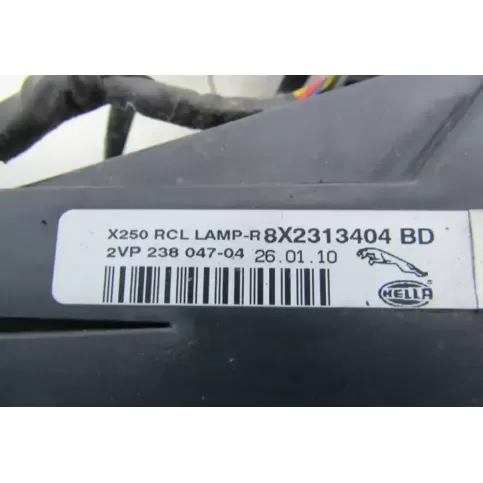 X250 RCL LAMP-R 8X2313404 BD
2VP 238 047-04 26.01.10
HELLA